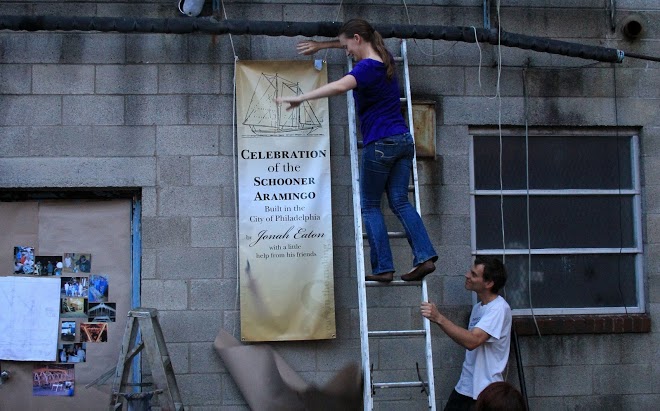 CELEBRATION
of the
SCHOONER
ARAMINGO
Built in the
City of Philadelphia
by Jonah Eaton
with a little
help from his friends.